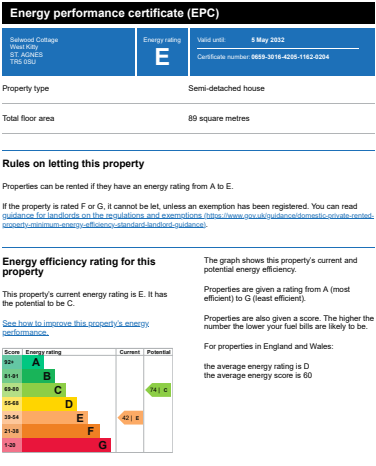 Energy performance certificate (EPC)
Selwood Cottage
West Kitty
ST. AGNES
TR5 0SU
Energy rating
E
Valid until: 5 May 2032
Certificate number: 0659-3016-4205-1162-0204
Property type Semi-detached house
Total floor area 89 square metres
Rules on letting this property
Properties can be rented if they have an energy rating from A to E.
If the property is rated F or G, it cannot be let, unless an exemption has been registered. You can read
guidance for landlords on the regulations and exemptions (https://www.gov.uk/guidance/domestic-private-rented-
property-minimum-energy-efficiency-standard-landlord-guidance).
Energy efficiency rating for this
property
This property's current energy rating is E. It has
the potential to be C.
See how to improve this property's energy
performance.
Score Energy rating Current Potential
92+ A
81-91 B
69-80 C 74 | C
55-68 D
39-54 E 42 | E
21-38 F
1-20 G
The graph shows this property's current and
potential energy efficiency.
Properties are given a rating from A (most
efficient) to G (least efficient).
Properties are also given a score. The higher the
number the lower your fuel bills are likely to be.
For properties in England and Wales:
the average energy rating is D
the average energy score is 60